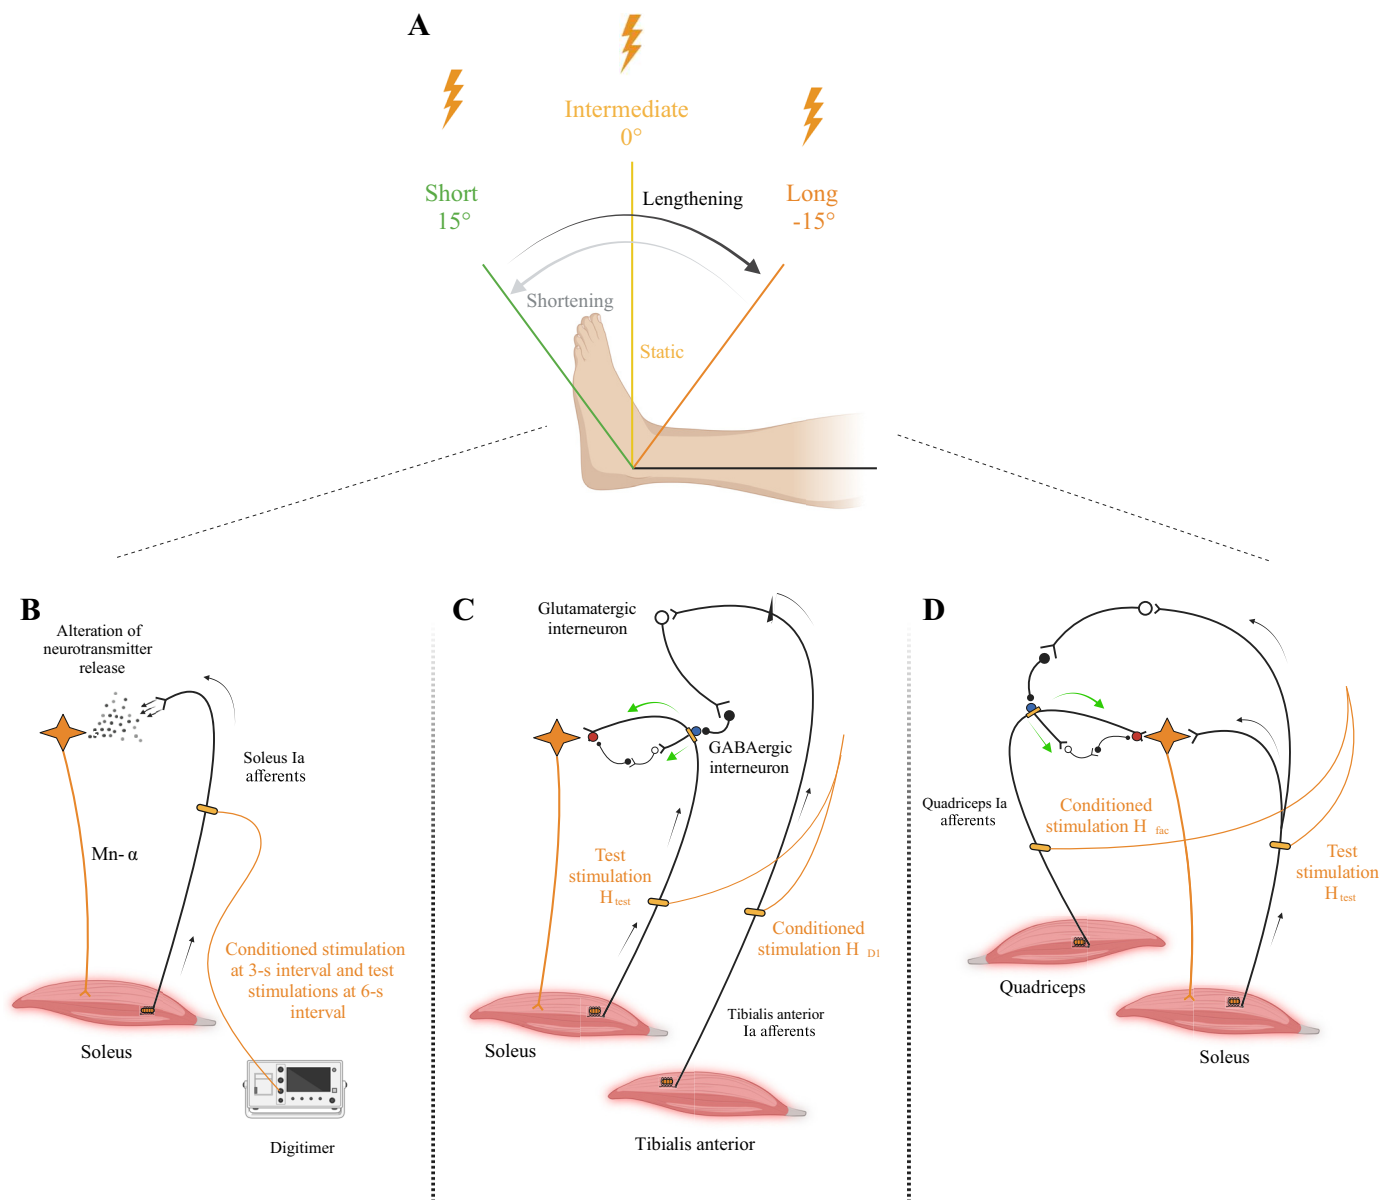 A
Intermediate
0°
Short
15°
Lengthening
Long
-15°
Shortening
Static
B
Alteration of
neurotransmitter
release
Soleus Ia
afferents
Mn- α
Conditioned stimulation
at 3-s interval and test
stimulations at 6-s
interval
Soleus
Digitimer
C
Glutamatergic
interneuron
GABAergic
interneuron
Test
stimulation
H test
Conditioned
stimulation H D1
Tibialis anterior
Ia afferents
Soleus
Tibialis anterior
D
Quadriceps Ia
afferents
Conditioned
stimulation H fac
Test
stimulation
H test
Quadriceps
Soleus